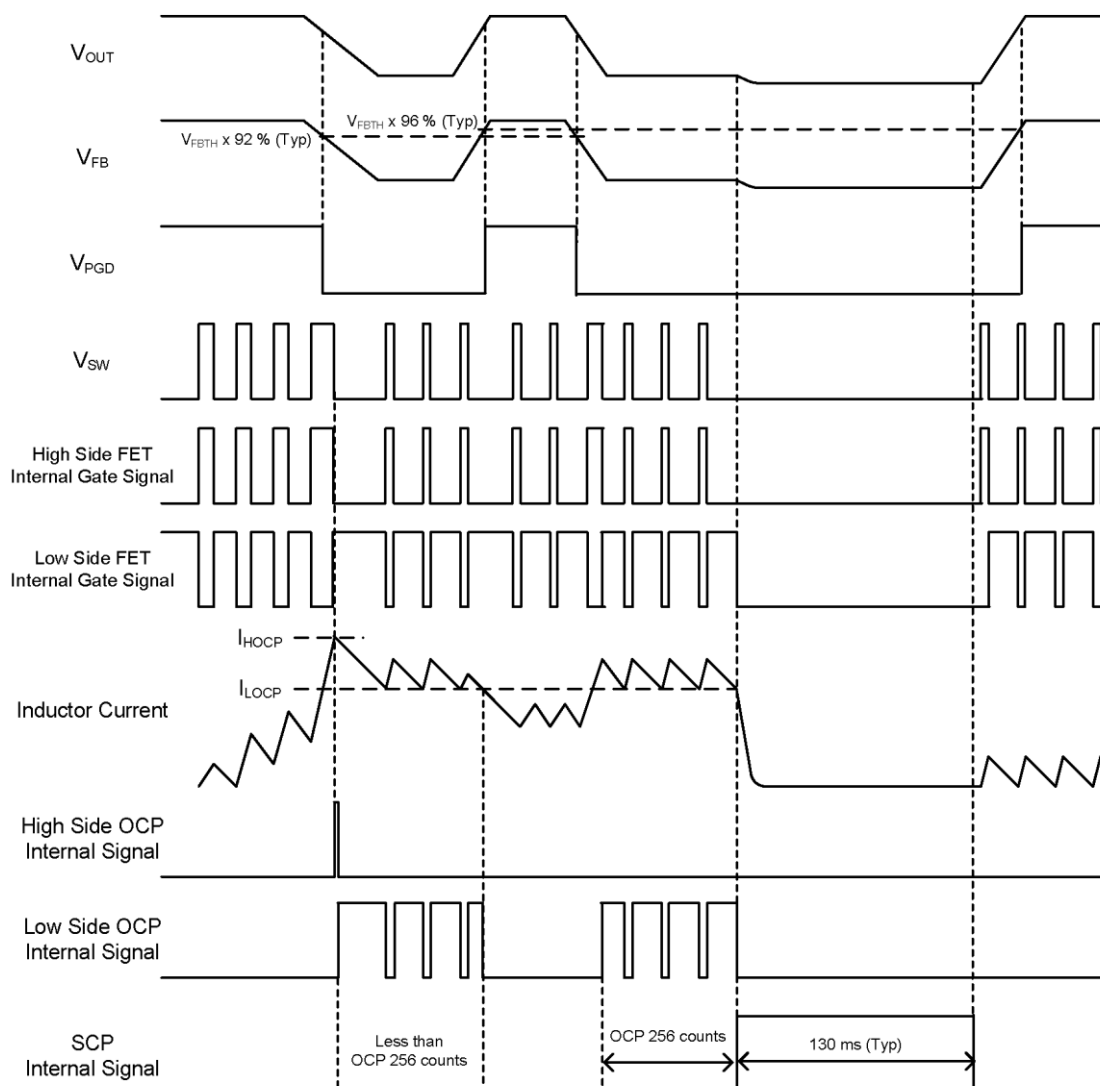 VOUT
VFBTH x 96 % (Typ)
VFBTH x 92 % (Typ)
VFB
VPGD
VSW
High Side FET
Internal Gate Signal
Low Side FET
Internal Gate Signal
IHOCP
ILOCP
Inductor Current
High Side OCP
Internal Signal
Low Side OCP
Internal Signal
SCP
Internal Signal
Less than
OCP 256 counts
OCP 256 counts
130 ms (Typ)